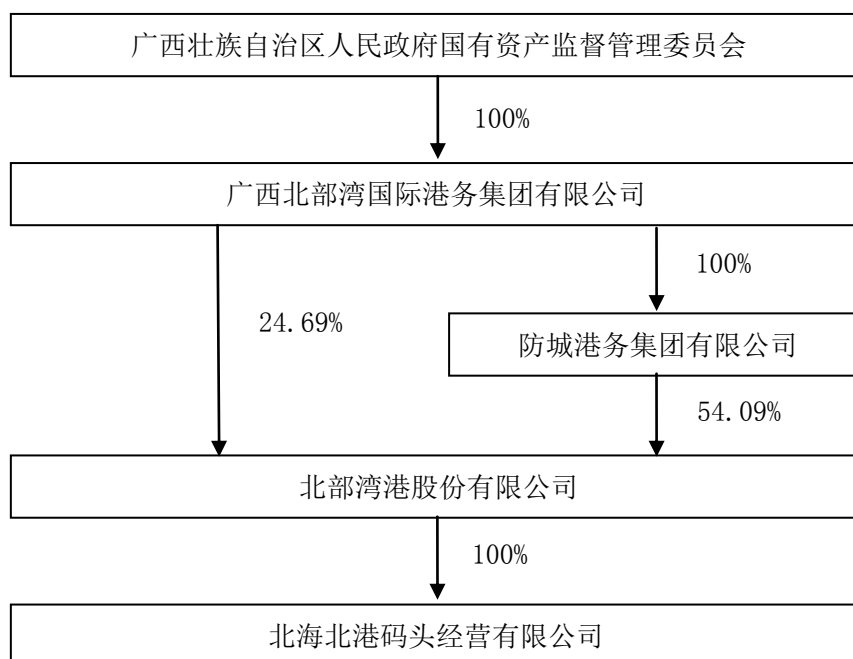 广西壮族自治区人民政府国有资产监督管理委员会
100%
广西北部湾国际港务集团有限公司
100%
24.69%
防城港务集团有限公司
54.09%
北部湾港股份有限公司
100%
北海北港码头经营有限公司